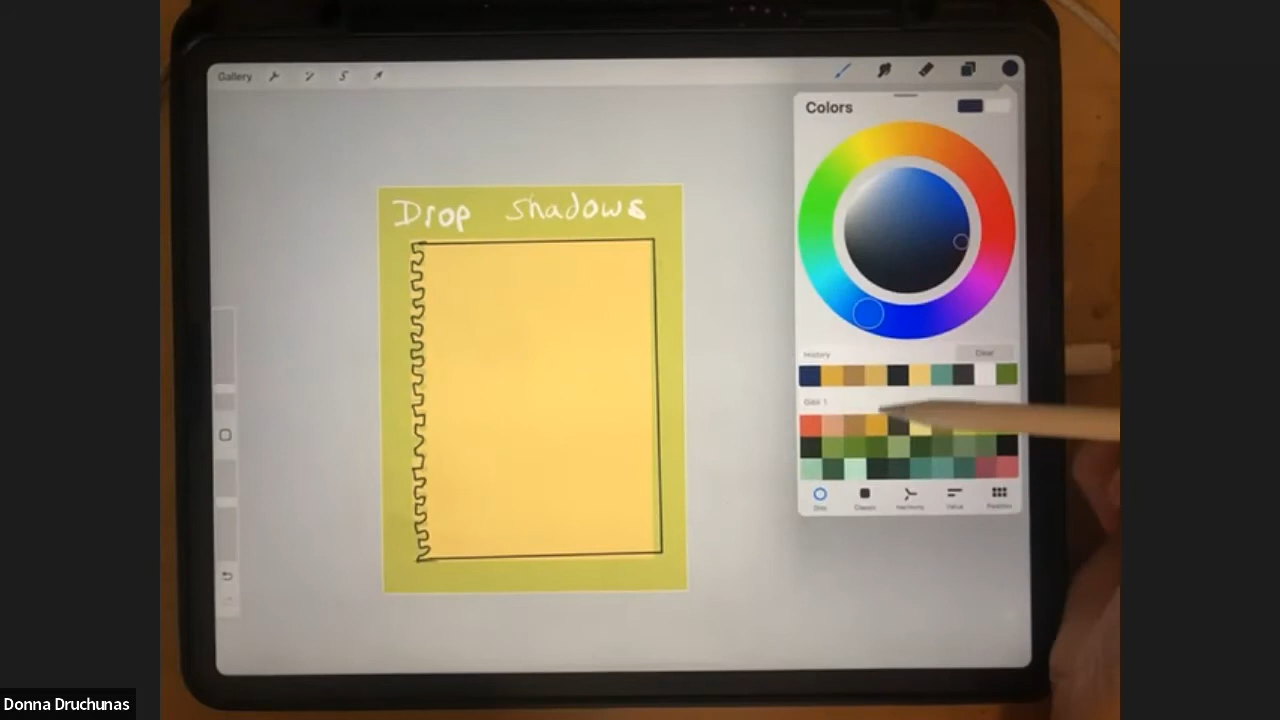 Gallery
S
Colors
Drop Shadows
History
Clear
Disc
Classic
Harmony
Value
Palettes
Donna Druchunas